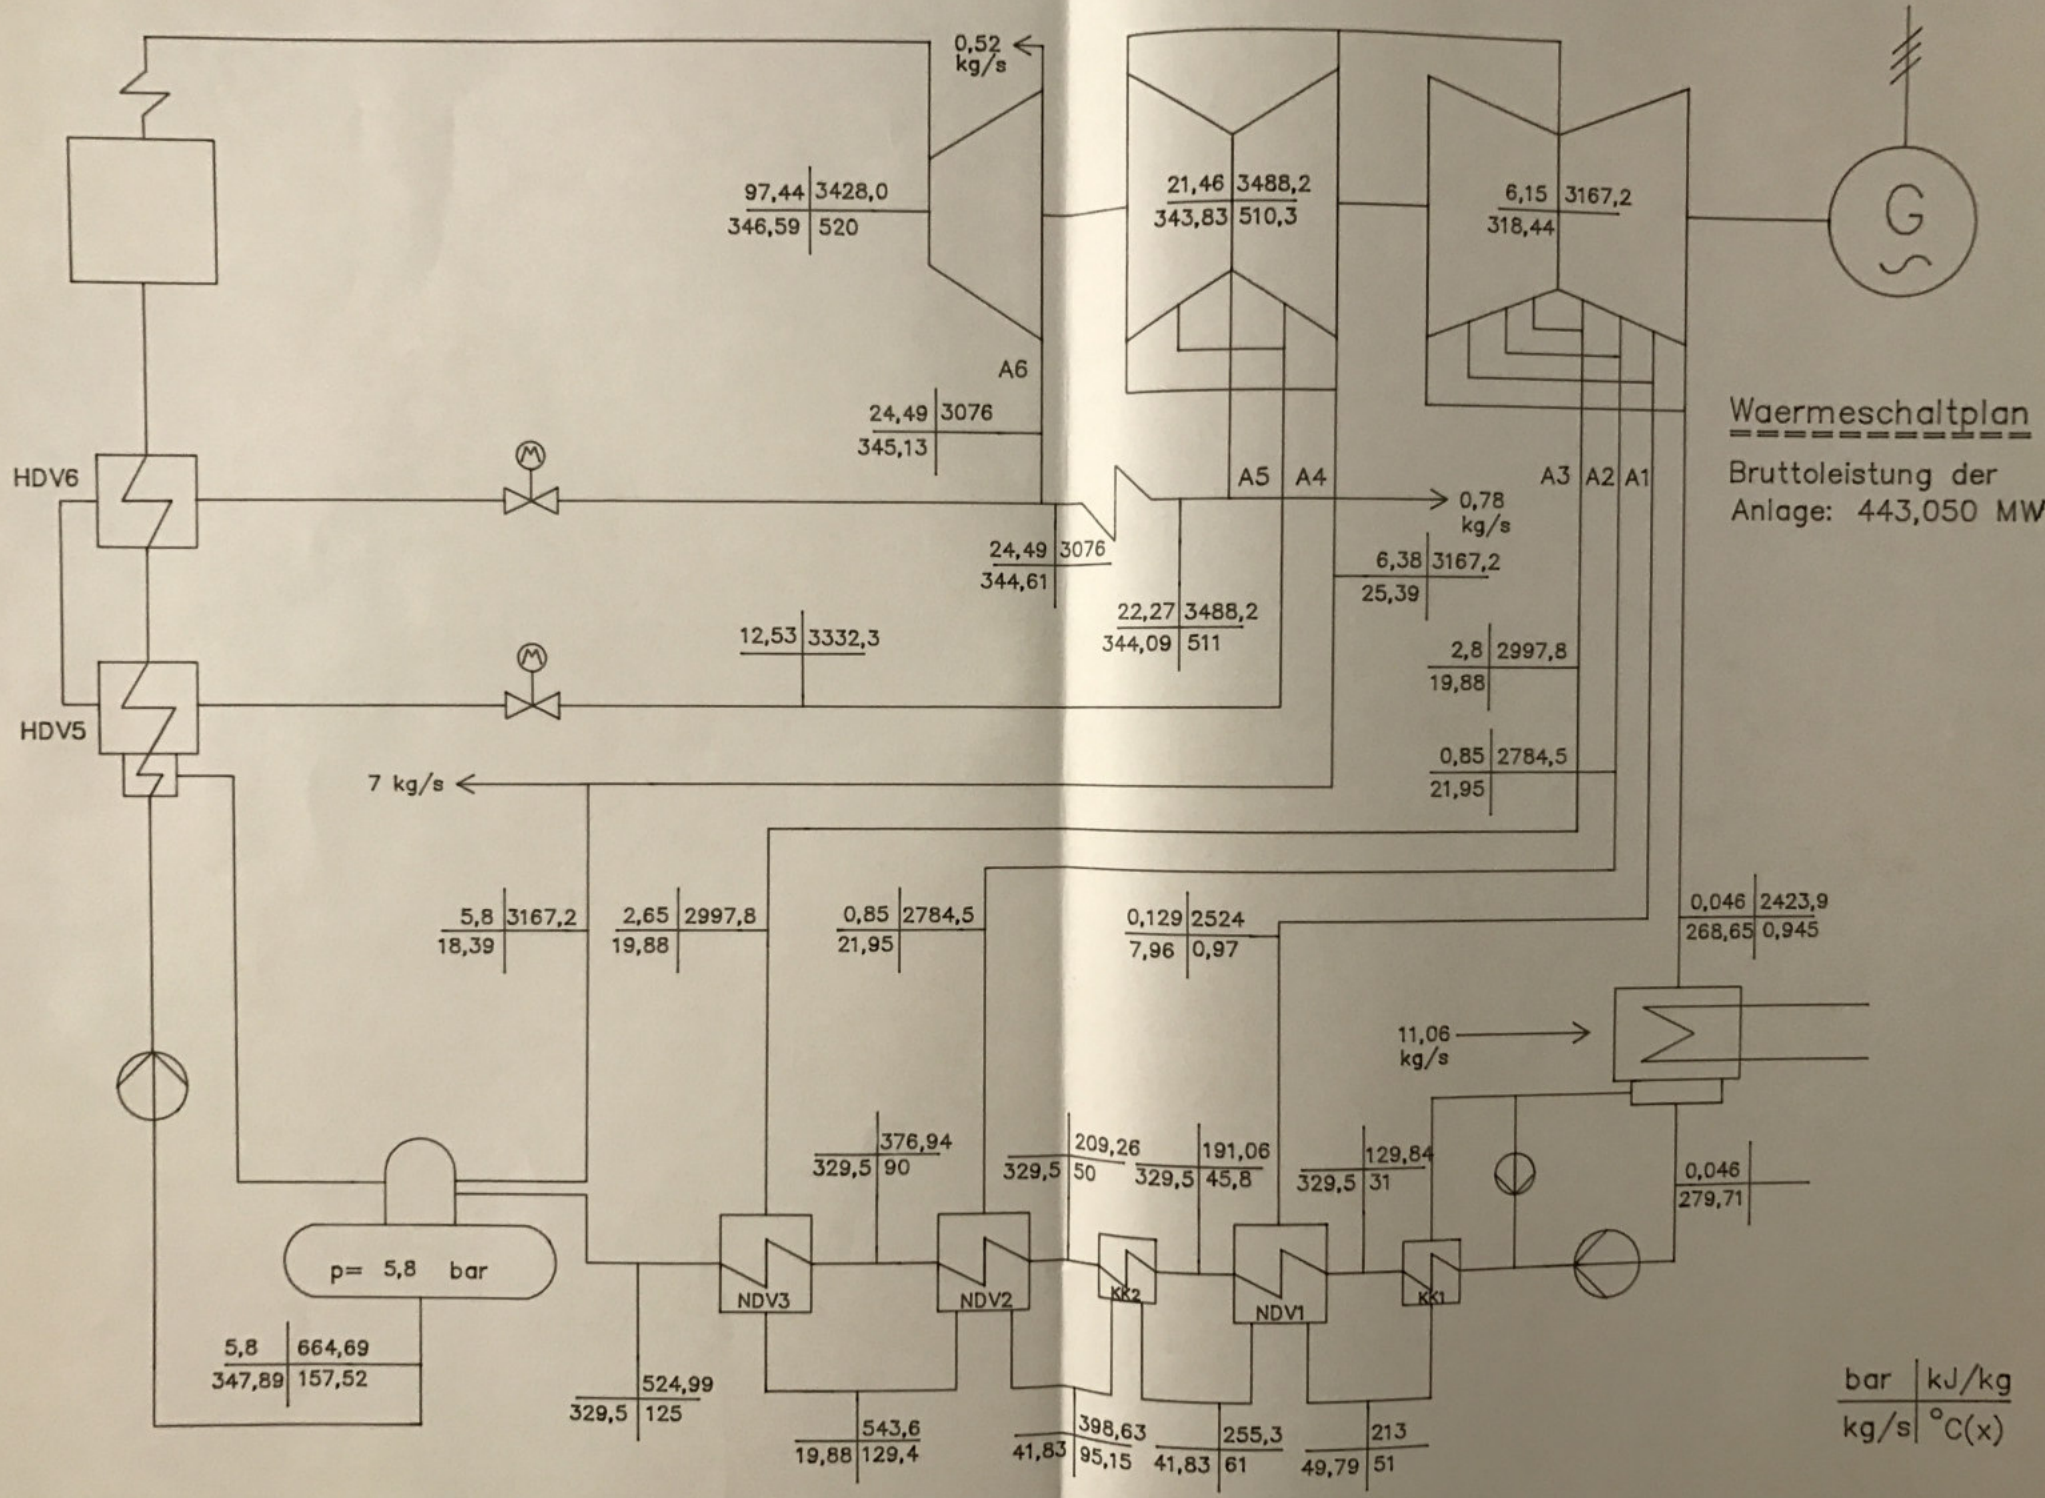 0,52
kg/s
97,44 3428,0
346,59 520
21,46 3488,2
343,83 510,3
6,15 3167,2
318,44
G
A6
24,49 3076
345,13
Waermeschaltplan
Bruttoleistung der
Anlage: 443,050 MW
HDV6
M
A5 A4
A3 A2 A1
0,78
kg/s
24,49 3076
344,61
6,38 3167,2
25,39
22,27 3488,2
344,09 511
12,53 3332,3
2,8 2997,8
19,88
M
HDV5
0,85 2784,5
21,95
7 kg/s
5,8 3167,2
18,39
2,65 2997,8
19,88
0,85 2784,5
21,95
0,129 2524
7,96 0,97
0,046 2423,9
268,65 0,945
11,06
kg/s
376,94
329,5 90
209,26
329,5 50
191,06
329,5 45,8
129,84
329,5 31
0,046
279,71
p= 5,8 bar
NDV3
NDV2
KK2
NDV1
KK1
5,8 664,69
347,89 157,52
524,99
329,5 125
543,6
19,88 129,4
398,63
41,83 95,15
255,3
41,83 61
213
49,79 51
bar kJ/kg
kg/s °C(x)